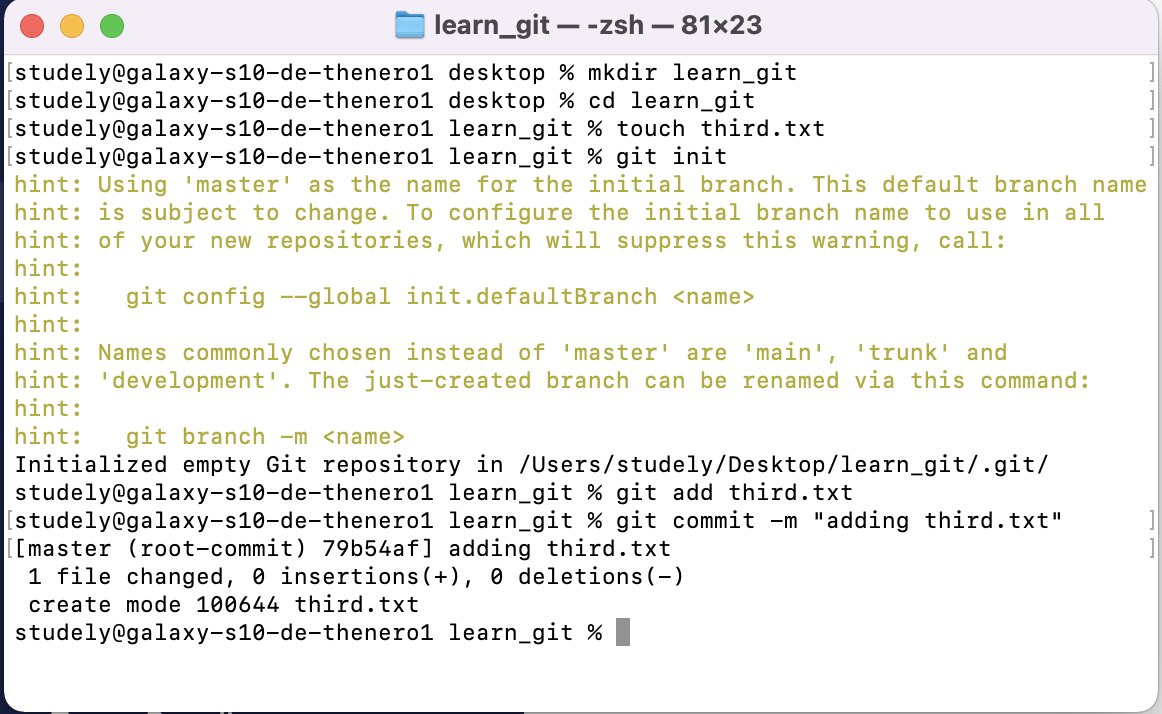 learn_git — -zsh — 81×23
[studely@galaxy-s10-de-thenero1 desktop % mkdir learn_git ]
[studely@galaxy-s10-de-thenero1 desktop % cd learn_git ]
[studely@galaxy-s10-de-thenero1 learn_git % touch third.txt ]
[studely@galaxy-s10-de-thenero1 learn_git % git init ]
hint: Using 'master' as the name for the initial branch. This default branch name
hint: is subject to change. To configure the initial branch name to use in all
hint: of your new repositories, which will suppress this warning, call:
hint:
hint:   git config --global init.defaultBranch <name>
hint:
hint: Names commonly chosen instead of 'master' are 'main', 'trunk' and
hint: 'development'. The just-created branch can be renamed via this command:
hint:
hint:   git branch -m <name>
Initialized empty Git repository in /Users/studely/Desktop/learn_git/.git/
studely@galaxy-s10-de-thenero1 learn_git % git add third.txt
[studely@galaxy-s10-de-thenero1 learn_git % git commit -m "adding third.txt" ]
[[master (root-commit) 79b54af] adding third.txt ]
 1 file changed, 0 insertions(+), 0 deletions(-)
 create mode 100644 third.txt
studely@galaxy-s10-de-thenero1 learn_git %